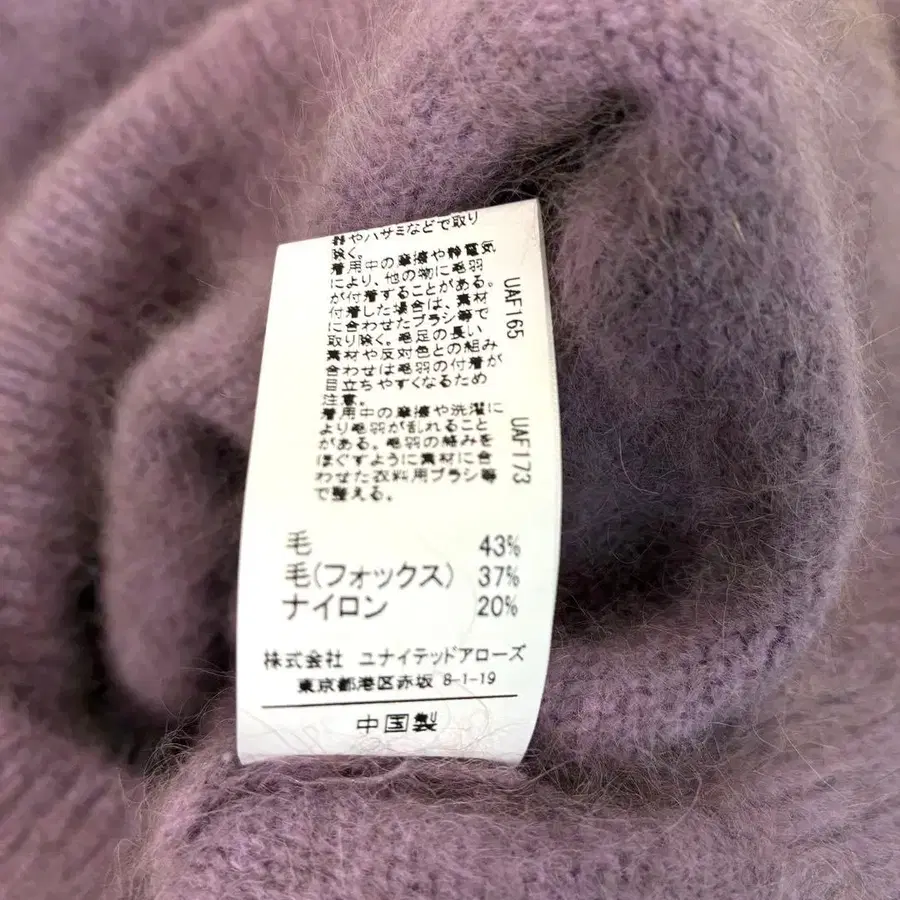 やハサミなどで取り
除く。
着用中の摩擦や静電気
により、他の物に毛羽
が付着することがある。
付着した場合は、素材
に合わせたブラシ等で
取り除く。毛足の長い
素材や反対色との組み
合わせは毛羽の付着が
目立ちやすくなるため
注意。
着用中の摩擦や洗濯に
より毛羽が乱れること
がある。毛羽の絡みを
ほぐすように素材に合
わせた衣料用ブラシ等
で整える。
UAF165
UAF173
毛 43%
毛(フォックス) 37%
ナイロン 20%
株式会社 ユナイテッドアローズ
東京都港区赤坂 8-1-19
中国製